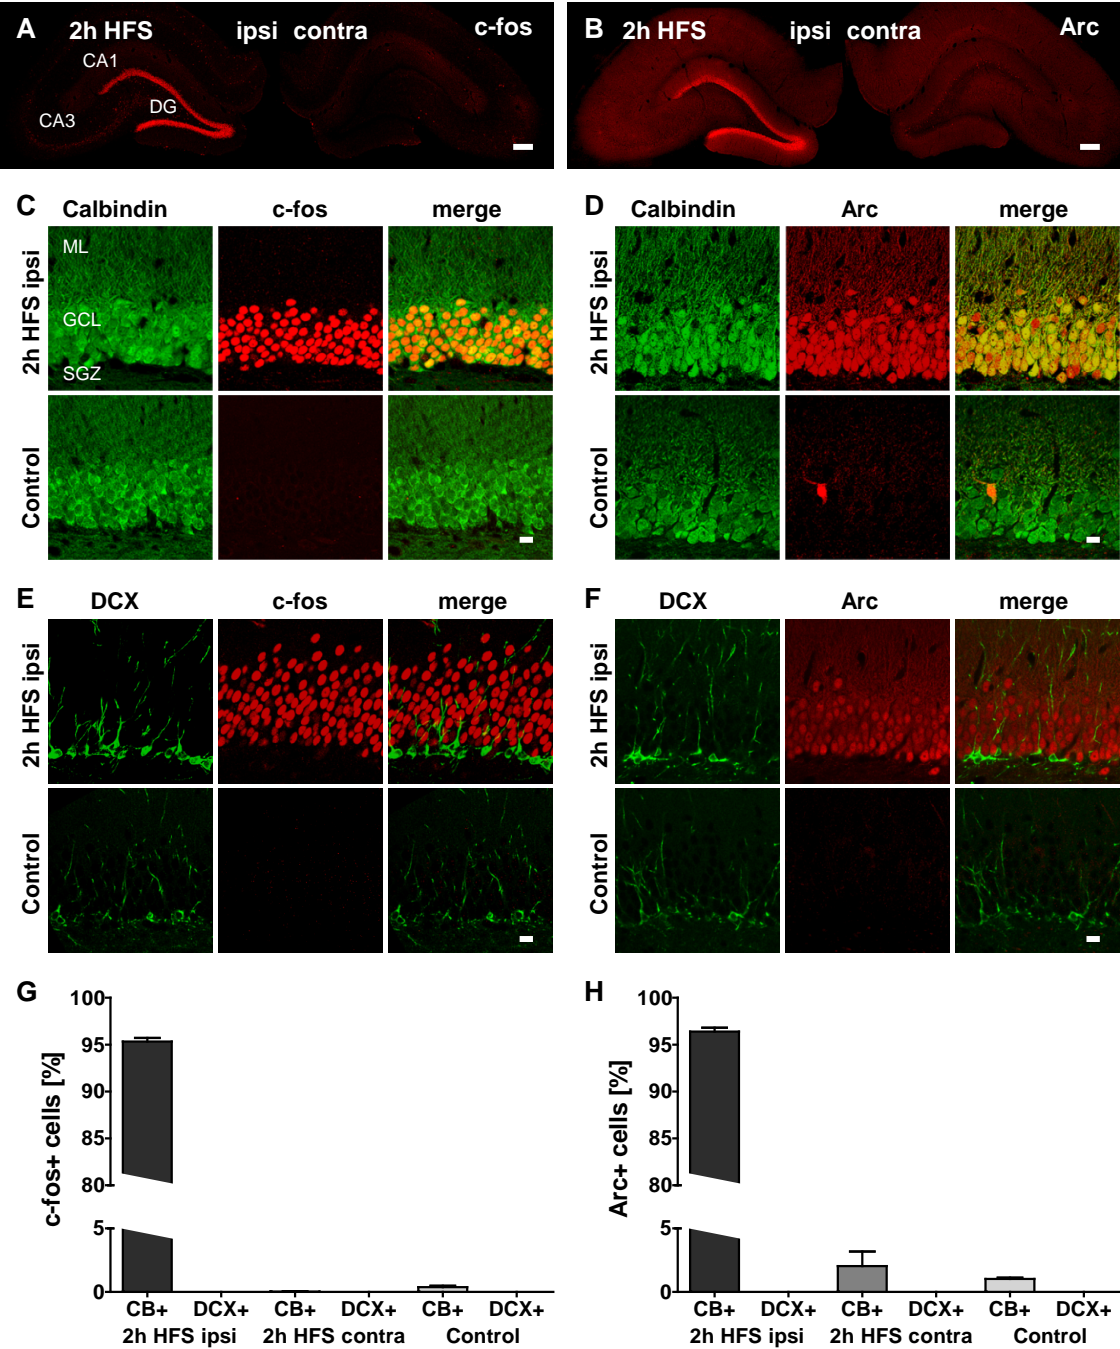 A 2h HFS ipsi contra c-fos
CA1
DG
CA3
B 2h HFS ipsi contra Arc
C Calbindin c-fos merge
2h HFS ipsi
ML
GCL
SGZ
Control
D Calbindin Arc merge
2h HFS ipsi
Control
E DCX c-fos merge
2h HFS ipsi
Control
F DCX Arc merge
2h HFS ipsi
Control
G
c-fos+ cells [%]
100
95
90
85
80
5
0
CB+ DCX+ CB+ DCX+ CB+ DCX+
2h HFS ipsi 2h HFS contra Control
H
Arc+ cells [%]
100
95
90
85
80
5
0
CB+ DCX+ CB+ DCX+ CB+ DCX+
2h HFS ipsi 2h HFS contra Control